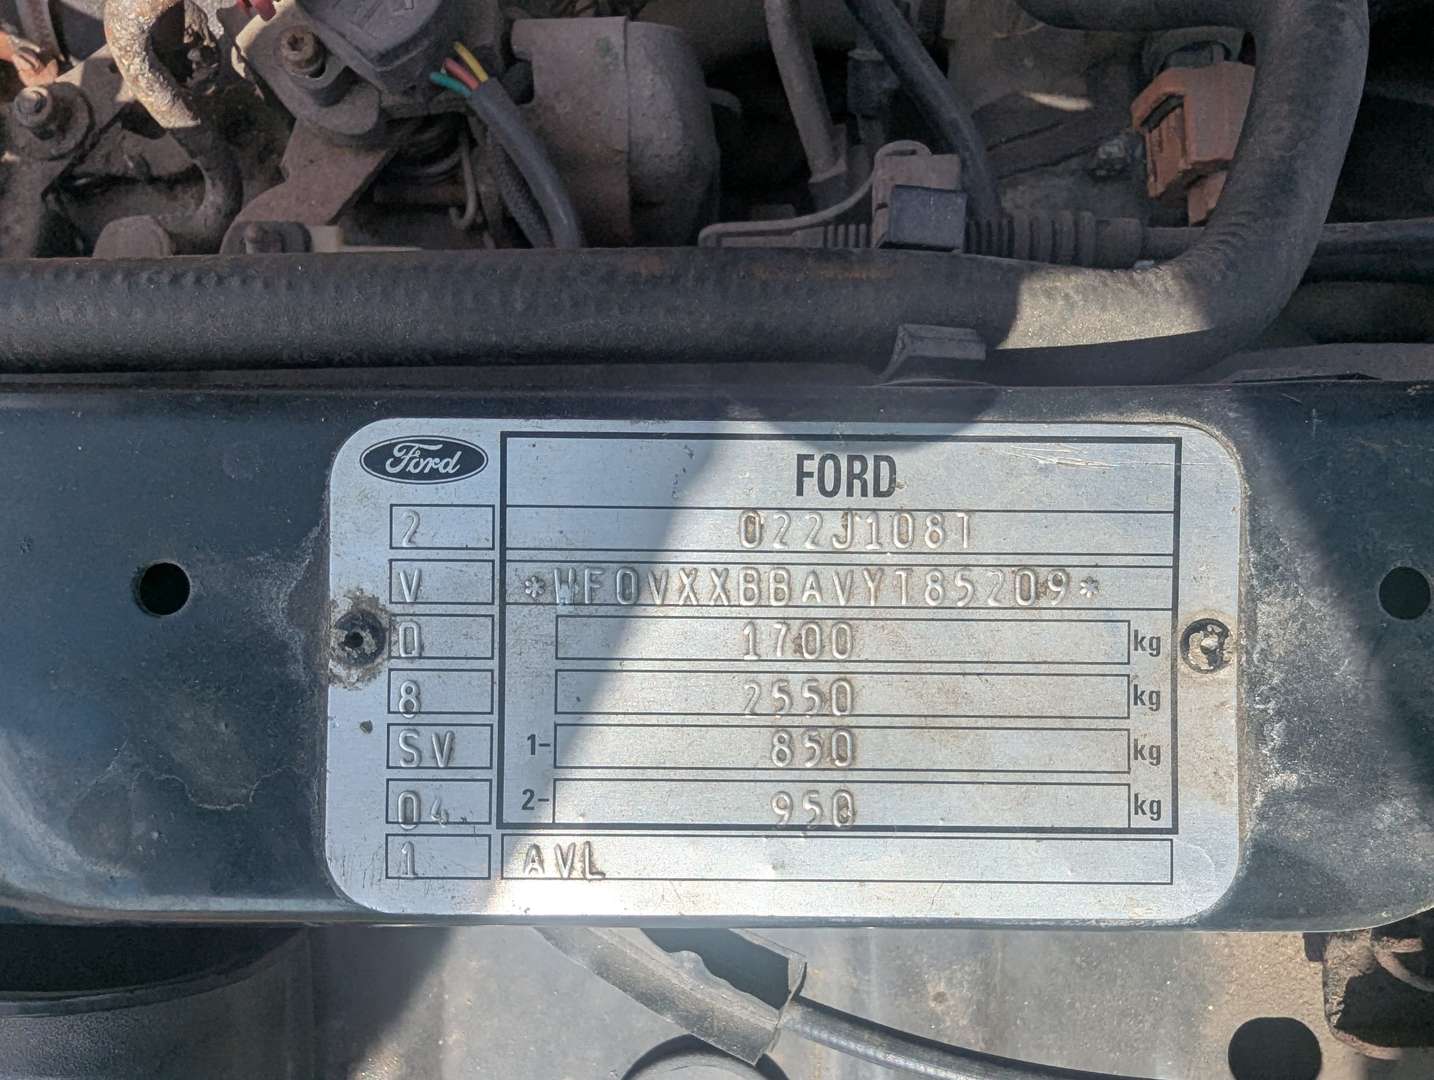 Ford
FORD
2 022J108T
V *WF0VXXBBAVYT85209*
0 1700 kg
8 2550 kg
SV 1- 850 kg
04 2- 950 kg
1 AVL